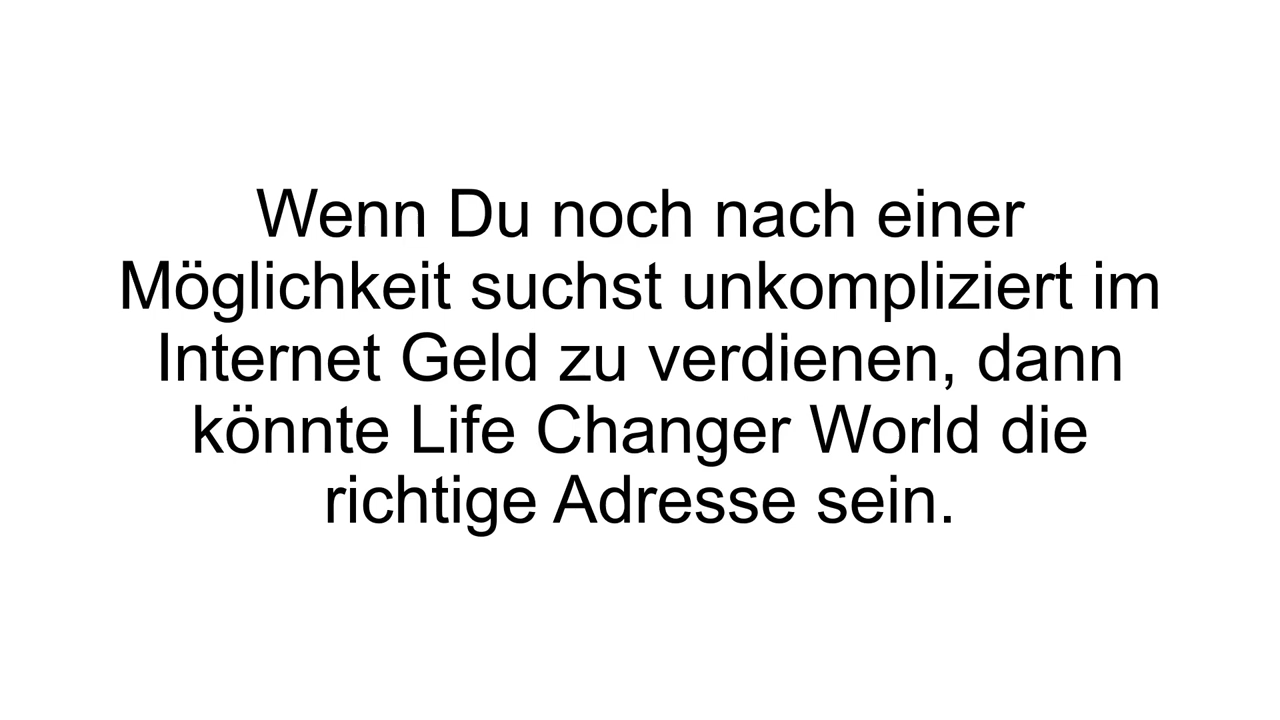 Wenn Du noch nach einer
Möglichkeit suchst unkompliziert im
Internet Geld zu verdienen, dann
könnte Life Changer World die
richtige Adresse sein.